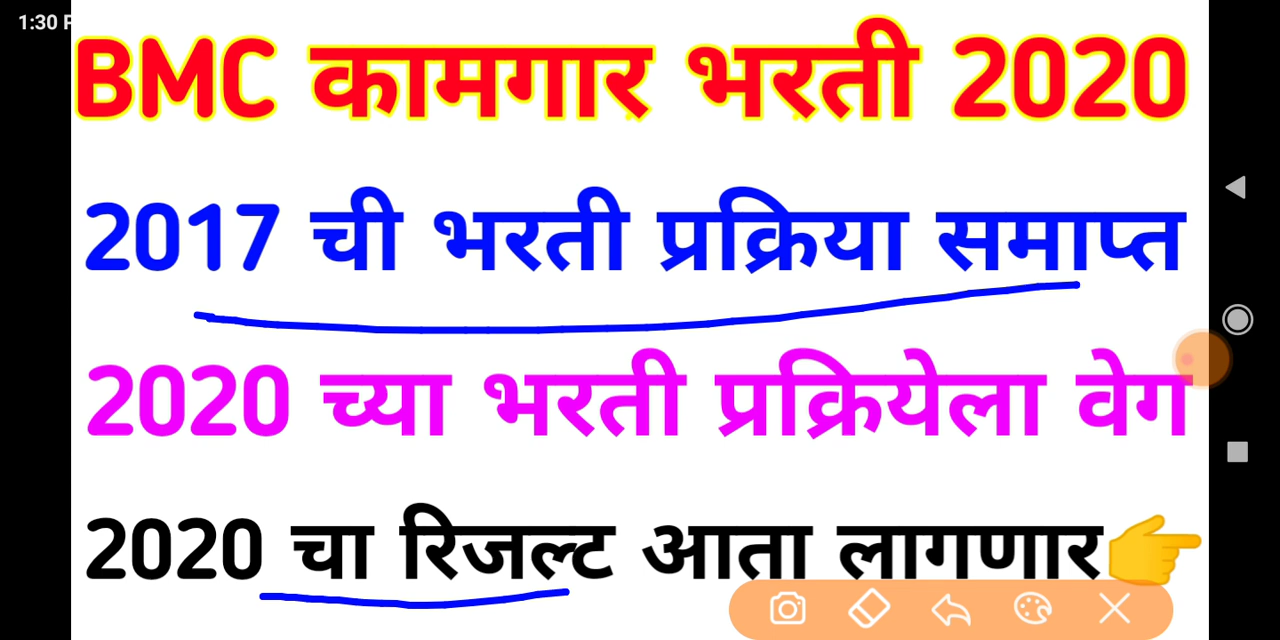 1:30 P
BMC कामगार भरती 2020
2017 ची भरती प्रक्रिया समाप्त
2020 च्या भरती प्रक्रियेला वेग
2020 चा रिजल्ट आता लागणार